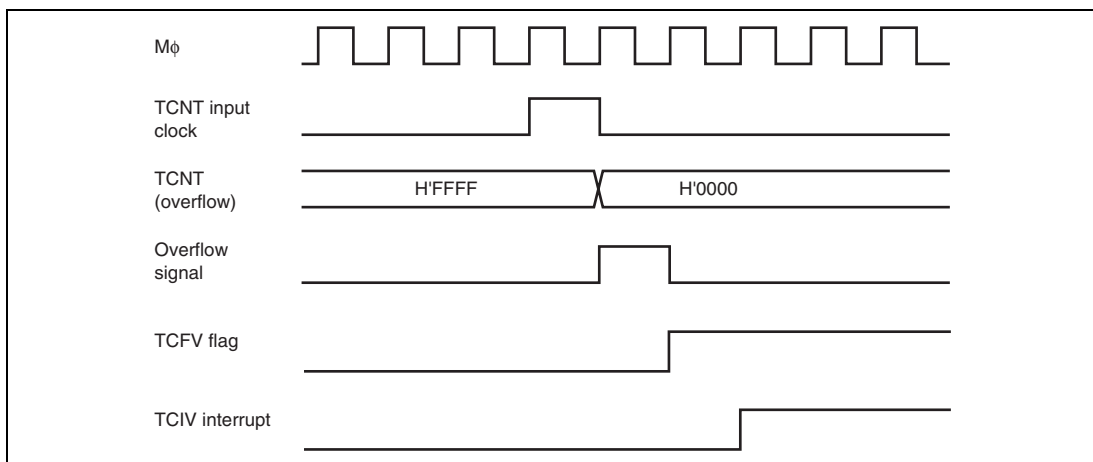 Mϕ
TCNT input
clock
TCNT
(overflow)
H'FFFF
H'0000
Overflow
signal
TCFV flag
TCIV interrupt